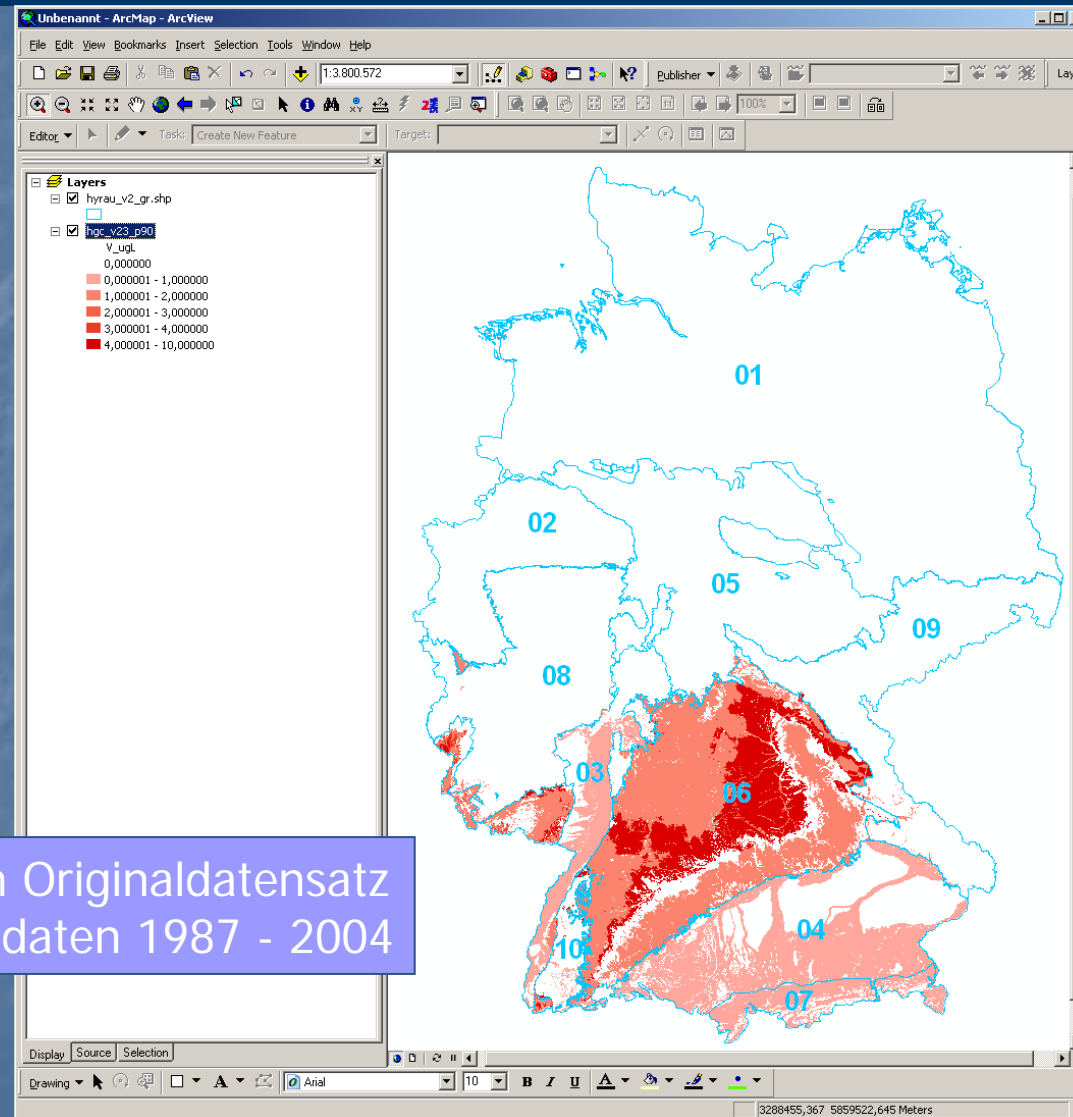 Unbenannt - ArcMap - ArcView
File Edit View Bookmarks Insert Selection Tools Window Help
1:3.800.572
Publisher
Lay
100%
Editor
Task: Create New Feature
Target:
Layers
hyrau_v2_gr.shp
hgc_v23_p90
V_ugL
0,000000
0,000001 - 1,000000
1,000001 - 2,000000
2,000001 - 3,000000
3,000001 - 4,000000
4,000001 - 10,000000
01
02
05
09
08
03
06
04
10
07
n Originaldatensatz
daten 1987 - 2004
Display Source Selection
Drawing
A
Arial
10
B I U A
3288455,367 5859522,645 Meters